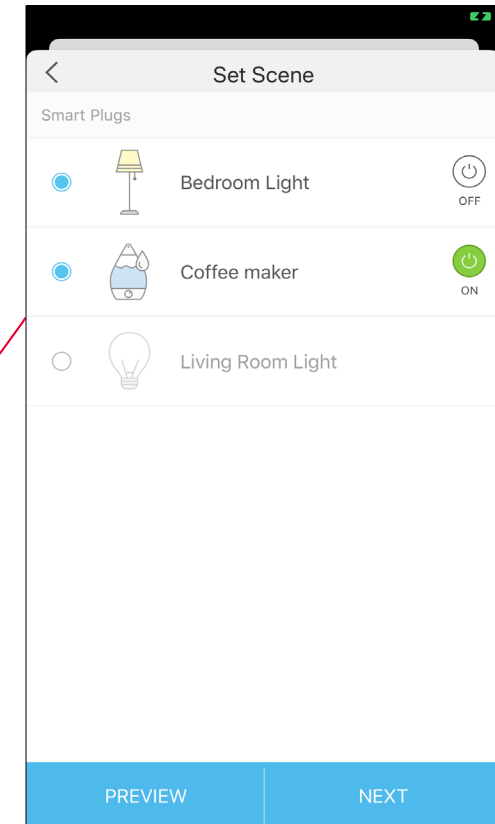 Set Scene
Smart Plugs
Bedroom Light
OFF
Coffee maker
ON
Living Room Light
PREVIEW
NEXT